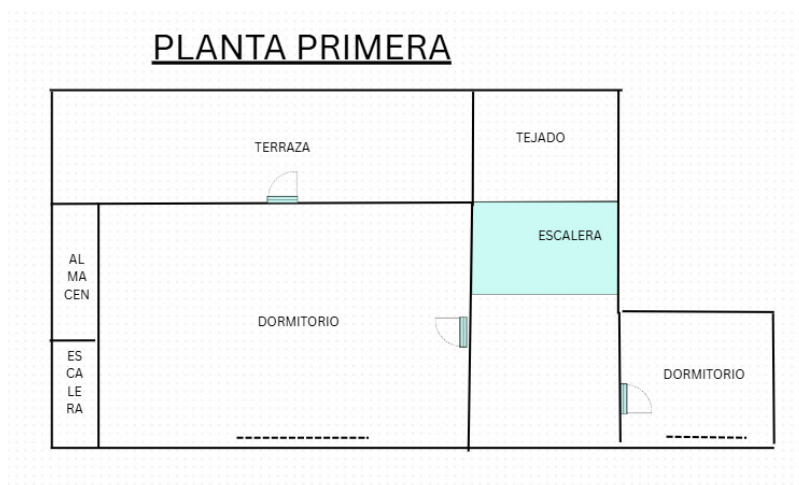 PLANTA PRIMERA
TERRAZA
TEJADO
ESCALERA
AL
MA
CEN
DORMITORIO
ES
CA
LE
RA
DORMITORIO